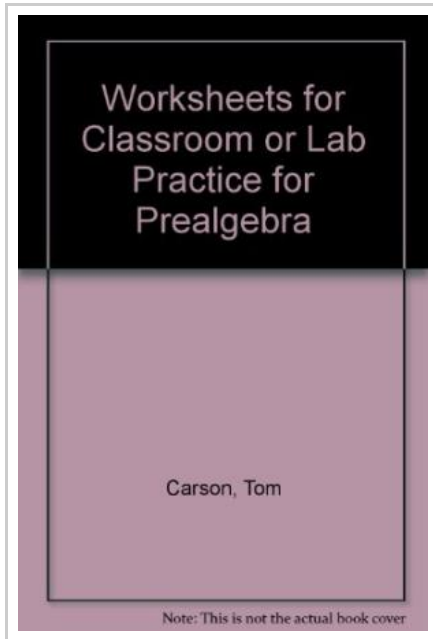 Worksheets for
Classroom or Lab
Practice for
Prealgebra
Carson, Tom
Note: This is not the actual book cover